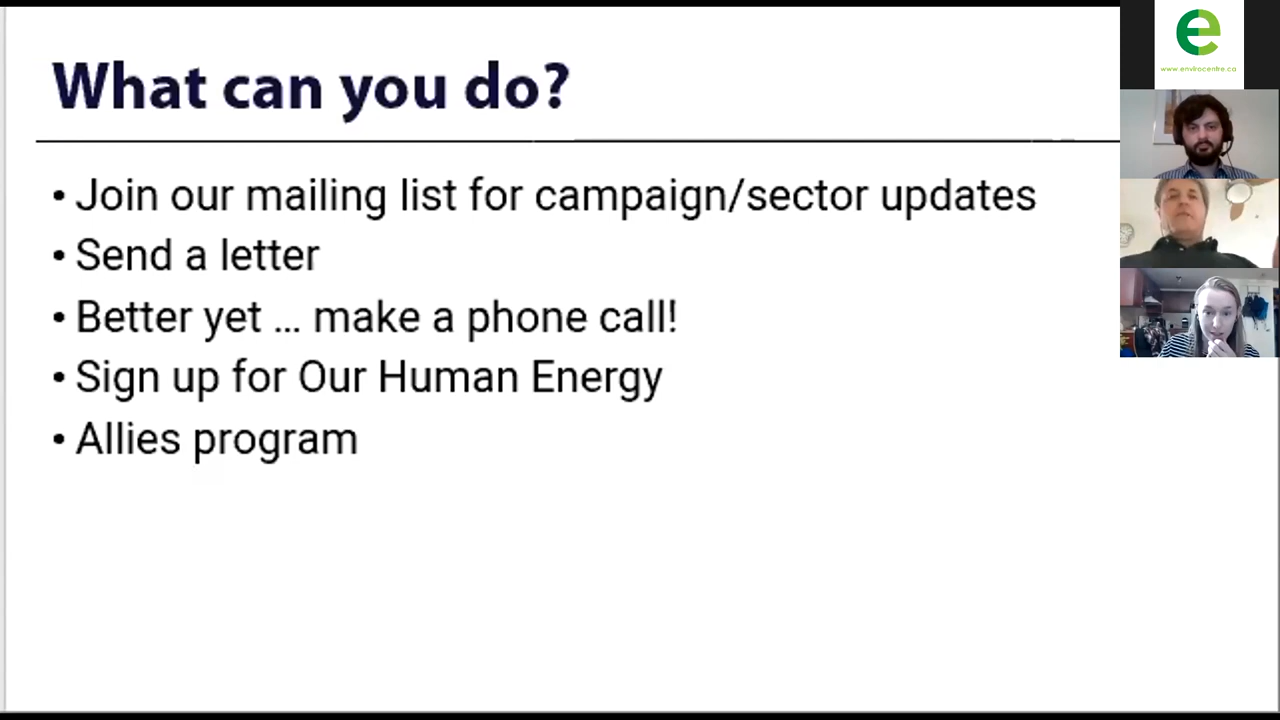 What can you do?
• Join our mailing list for campaign/sector updates
• Send a letter
• Better yet ... make a phone call!
• Sign up for Our Human Energy
• Allies program
e
www.envirocentre.ca